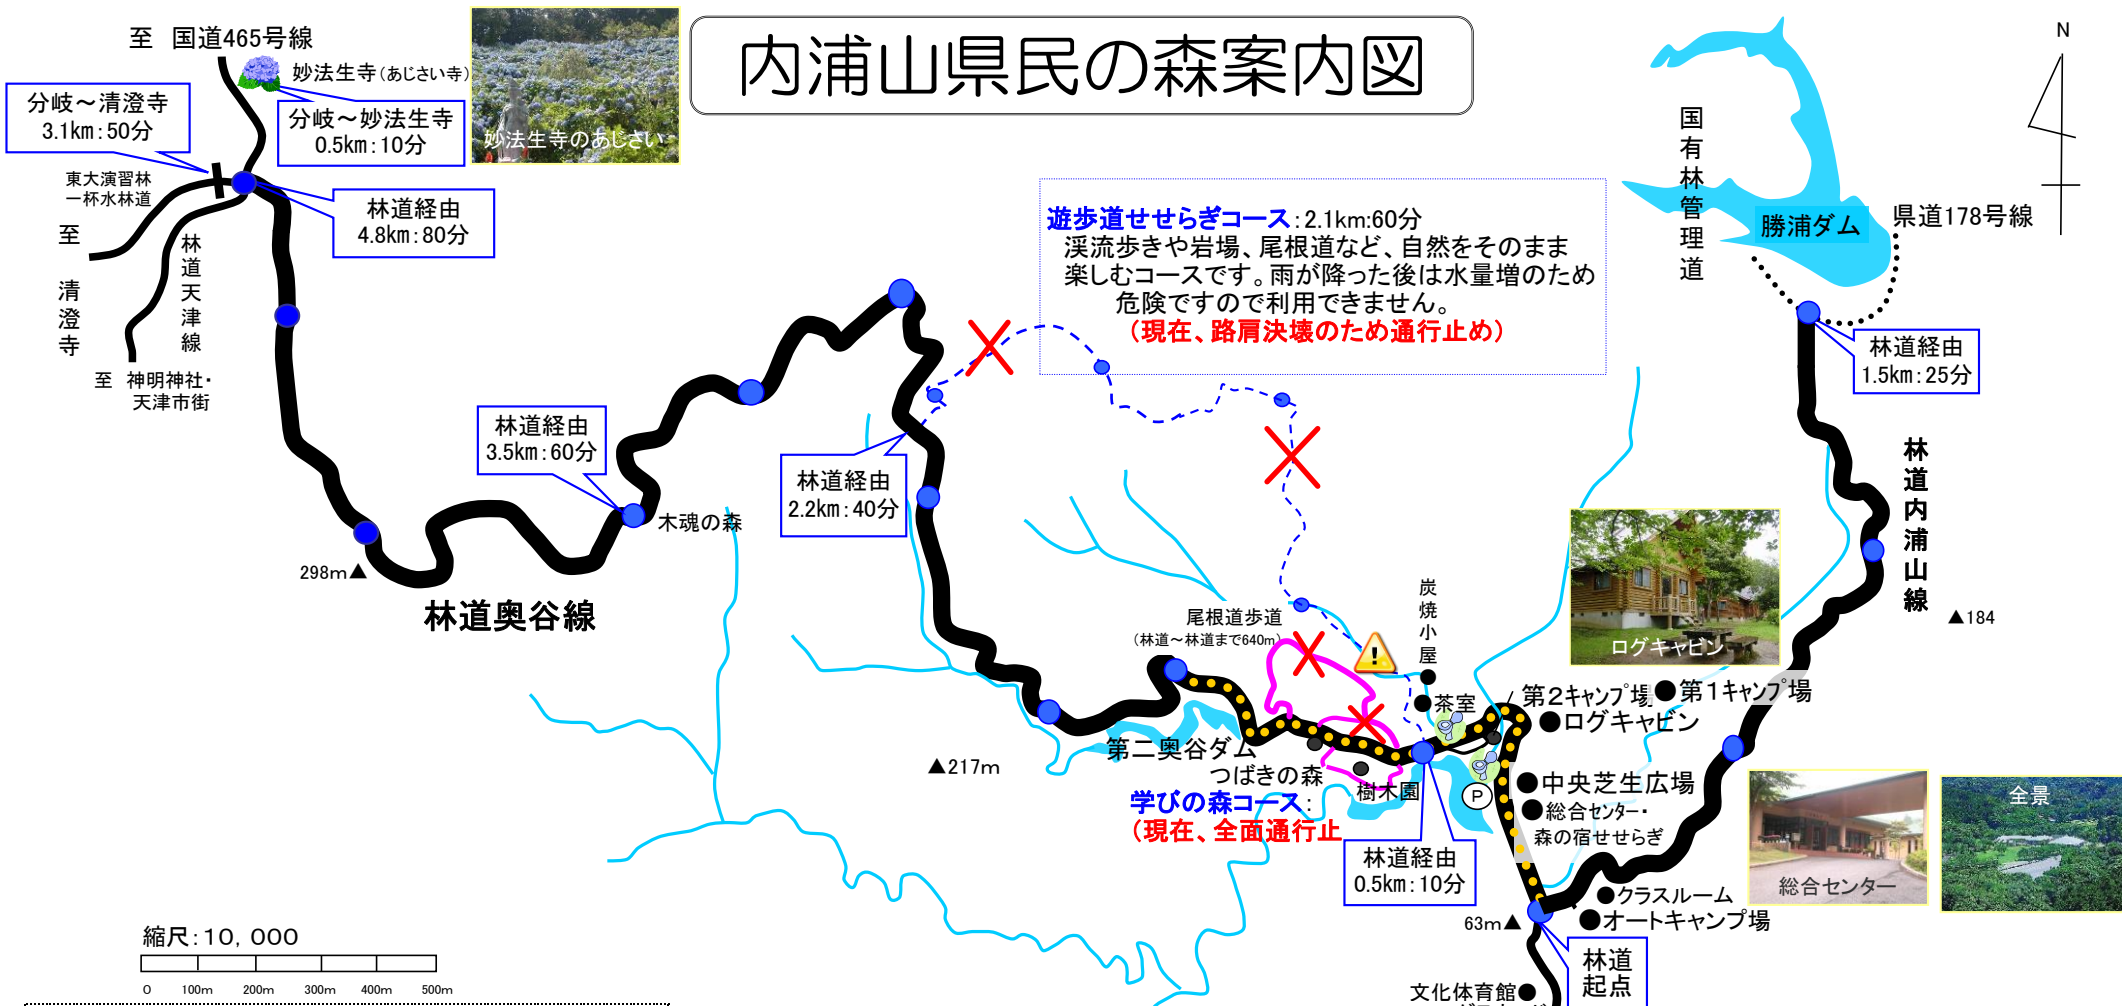 内浦山県民の森案内図
至 国道465号線
妙法生寺(あじさい寺)
分岐～清澄寺
3.1km:50分
分岐～妙法生寺
0.5km:10分
妙法生寺のあじさい
東大演習林
一杯水林道
林道経由
4.8km:80分
至 清澄寺
林道天津線
至 神明神社・
天津市街
遊歩道せせらぎコース:2.1km:60分
渓流歩きや岩場、尾根道など、自然をそのまま
楽しむコースです。雨が降った後は水量増のため
危険ですので利用できません。
(現在、路肩決壊のため通行止め)
国有林管理道
勝浦ダム
県道178号線
N
林道経由
1.5km:25分
林道内浦山線
▲184
林道経由
3.5km:60分
木魂の森
林道経由
2.2km:40分
298m▲
林道奥谷線
尾根道歩道
(林道～林道まで640m)
炭焼小屋
茶室
ログキャビン
第2キャンプ場
第1キャンプ場
ログキャビン
第二奥谷ダム
▲217m
つばきの森
樹木園
学びの森コース:
(現在、全面通行止
P
中央芝生広場
総合センター・
森の宿せせらぎ
林道経由
0.5km:10分
総合センター
全景
クラスルーム
オートキャンプ場
63m▲
林道
起点
文化体育館
縮尺:10,000
0 100m 200m 300m 400m 500m